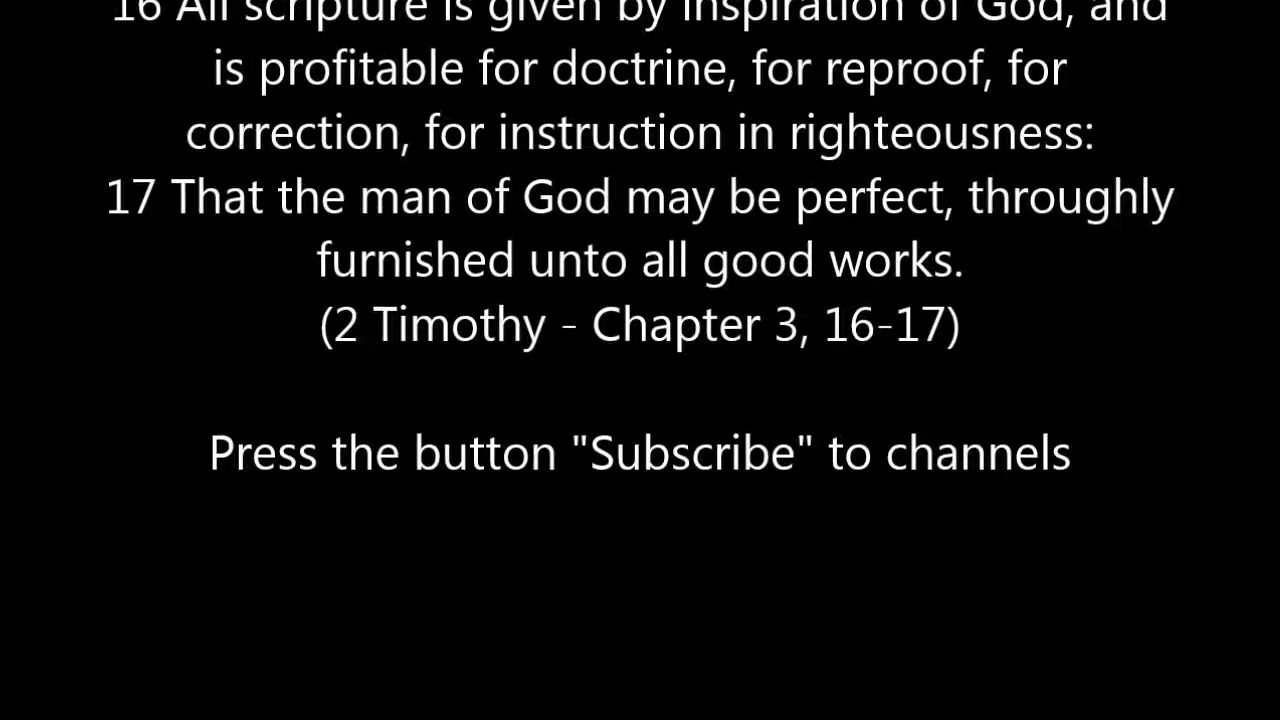 16 All scripture is given by inspiration of God, and
is profitable for doctrine, for reproof, for
correction, for instruction in righteousness:
17 That the man of God may be perfect, throughly
furnished unto all good works.
(2 Timothy - Chapter 3, 16-17)
Press the button "Subscribe" to channels